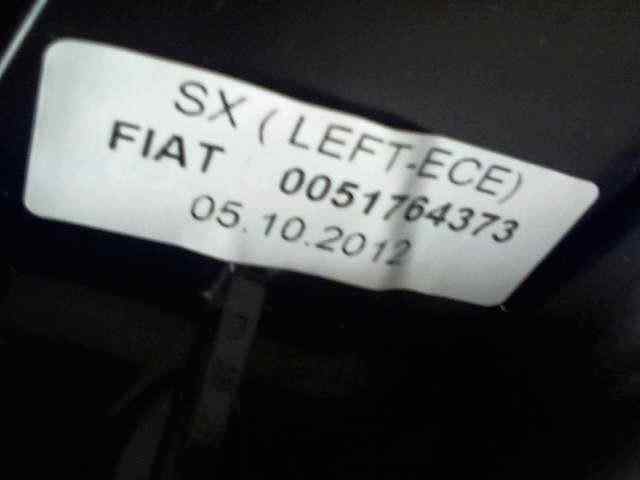 SX ( LEFT-ECE)
FIAT 0051764373
05.10.2012